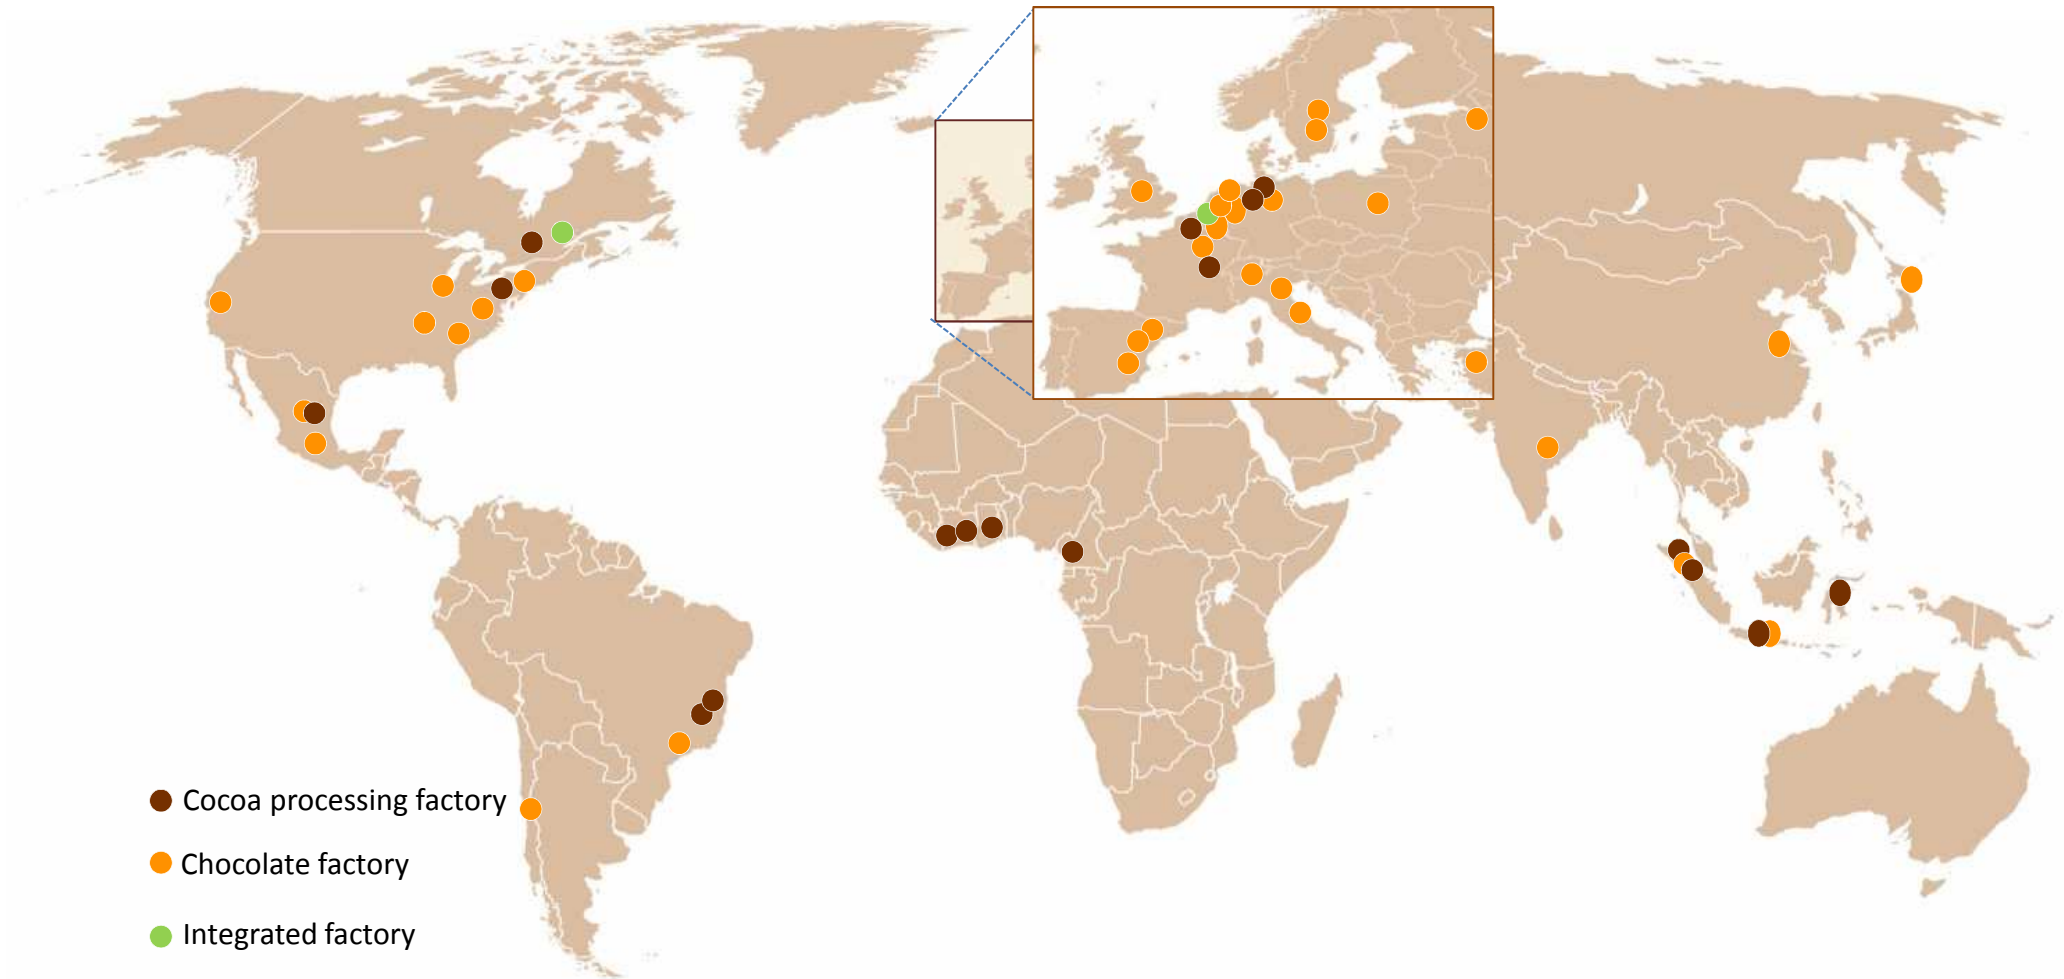 Cocoa processing factory
Chocolate factory
Integrated factory